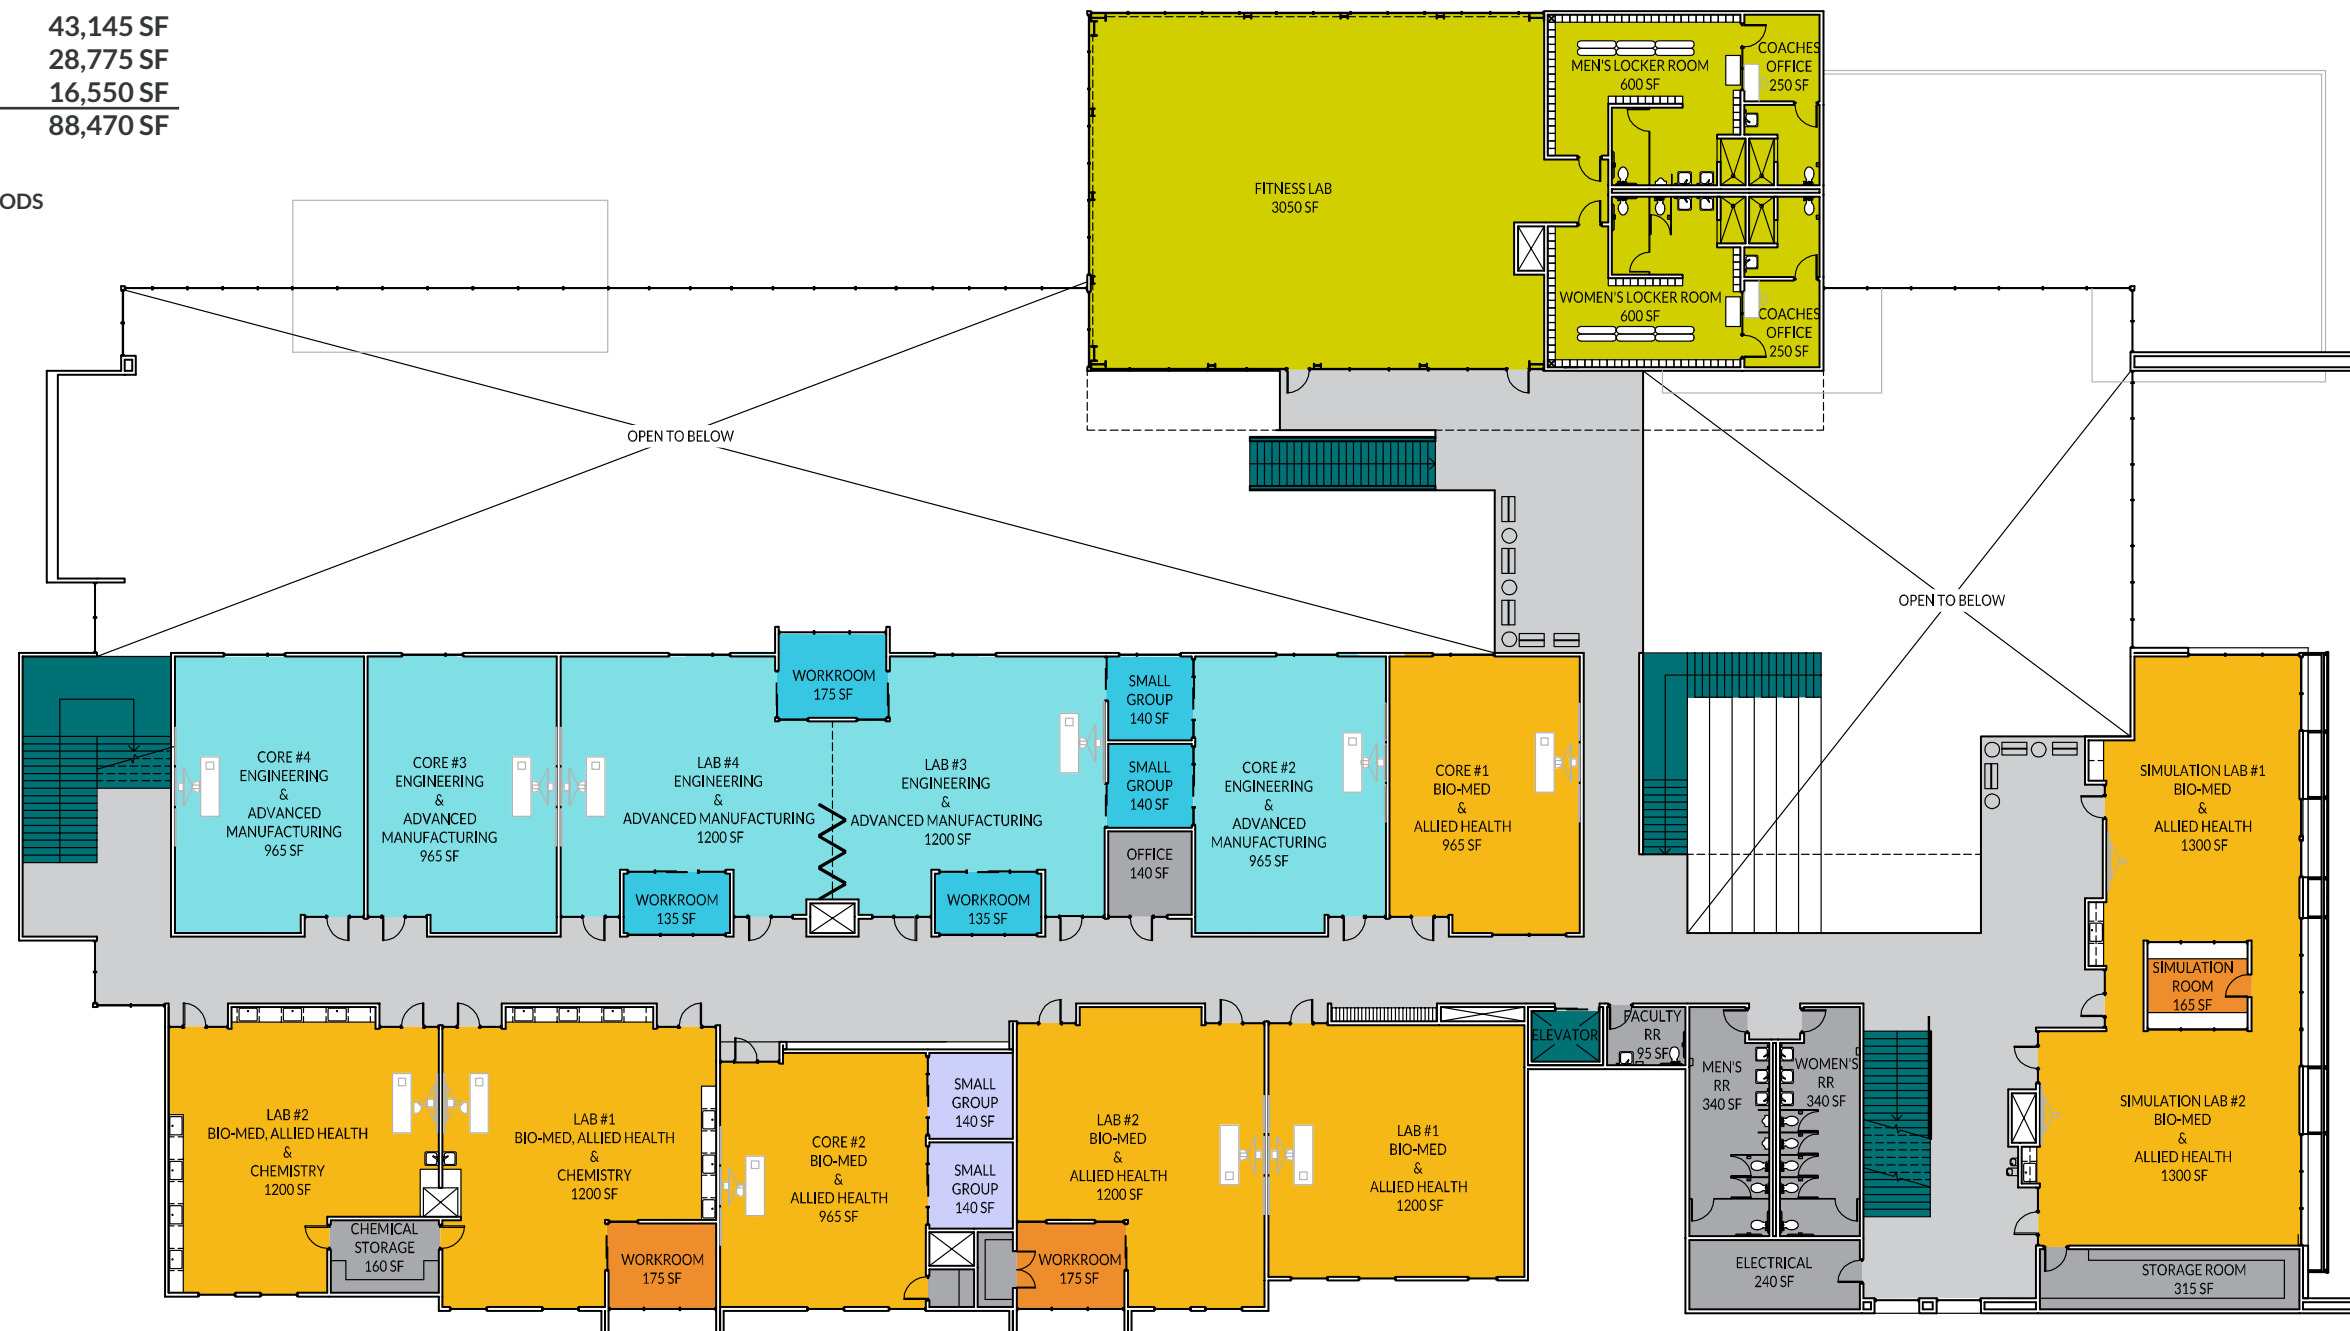 43,145 SF
28,775 SF
16,550 SF
88,470 SF
ODS
MEN'S LOCKER ROOM
600 SF
COACHES
OFFICE
250 SF
FITNESS LAB
3050 SF
WOMEN'S LOCKER ROOM
600 SF
COACHES
OFFICE
250 SF
OPEN TO BELOW
OPEN TO BELOW
CORE #4
ENGINEERING
&
ADVANCED
MANUFACTURING
965 SF
CORE #3
ENGINEERING
&
ADVANCED
MANUFACTURING
965 SF
LAB #4
ENGINEERING
&
ADVANCED MANUFACTURING
1200 SF
WORKROOM
175 SF
LAB #3
ENGINEERING
&
ADVANCED MANUFACTURING
1200 SF
WORKROOM
135 SF
WORKROOM
135 SF
SMALL
GROUP
140 SF
SMALL
GROUP
140 SF
OFFICE
140 SF
CORE #2
ENGINEERING
&
ADVANCED
MANUFACTURING
965 SF
CORE #1
BIO-MED
&
ALLIED HEALTH
965 SF
SIMULATION LAB #1
BIO-MED
&
ALLIED HEALTH
1300 SF
SIMULATION
ROOM
165 SF
LAB #2
BIO-MED, ALLIED HEALTH
&
CHEMISTRY
1200 SF
CHEMICAL
STORAGE
160 SF
LAB #1
BIO-MED, ALLIED HEALTH
&
CHEMISTRY
1200 SF
WORKROOM
175 SF
CORE #2
BIO-MED
&
ALLIED HEALTH
965 SF
SMALL
GROUP
140 SF
SMALL
GROUP
140 SF
LAB #2
BIO-MED
&
ALLIED HEALTH
1200 SF
WORKROOM
175 SF
LAB #1
BIO-MED
&
ALLIED HEALTH
1200 SF
ELEVATOR
FACULTY
RR
95 SF
MEN'S
RR
340 SF
WOMEN'S
RR
340 SF
ELECTRICAL
240 SF
SIMULATION LAB #2
BIO-MED
&
ALLIED HEALTH
1300 SF
STORAGE ROOM
315 SF